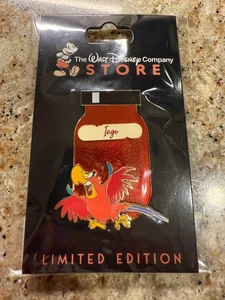 The WALT DISNEY Company
STORE
Iago
LIMITED EDITION